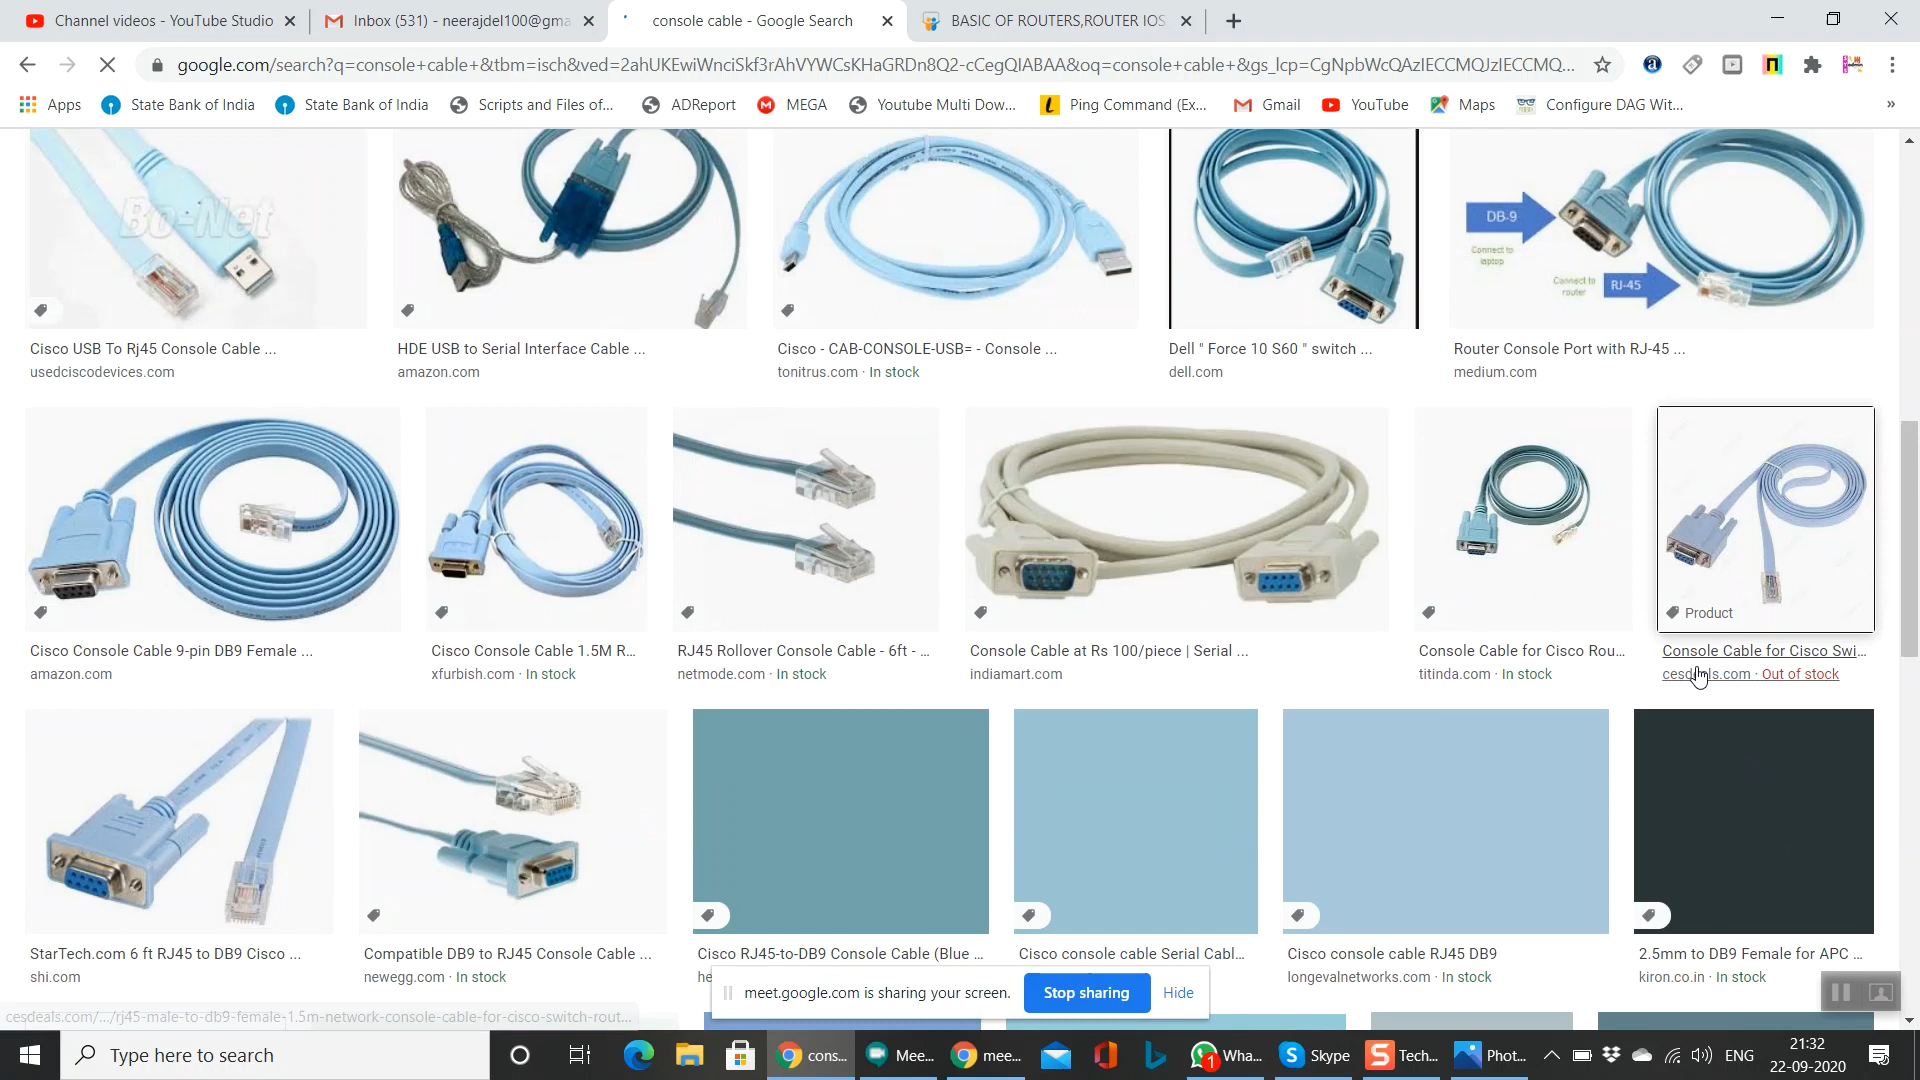 Channel videos - YouTube Studio
Inbox (531) - neerajdel100@gma
console cable - Google Search
BASIC OF ROUTERS,ROUTER IOS
google.com/search?q=console+cable+&tbm=isch&ved=2ahUKEwiWnciSkf3rAhVYWCsKHaGRDn8Q2-cCegQIABAA&oq=console+cable+&gs_lcp=CgNpbWcQAzIECCMQJzIECCMQ...
Apps
State Bank of India
State Bank of India
Scripts and Files of...
ADReport
MEGA
Youtube Multi Dow...
Ping Command (Ex...
Gmail
YouTube
Maps
Configure DAG Wit...
»
Bo-Net
DB-9
Connect to
laptop
Connect to
router
RJ-45
Cisco USB To Rj45 Console Cable ...
usedciscodevices.com
HDE USB to Serial Interface Cable ...
amazon.com
Cisco - CAB-CONSOLE-USB= - Console ...
tonitrus.com · In stock
Dell " Force 10 S60 " switch ...
dell.com
Router Console Port with RJ-45 ...
medium.com
Product
Cisco Console Cable 9-pin DB9 Female ...
amazon.com
Cisco Console Cable 1.5M R...
xfurbish.com · In stock
RJ45 Rollover Console Cable - 6ft - ...
netmode.com · In stock
Console Cable at Rs 100/piece | Serial ...
indiamart.com
Console Cable for Cisco Rou...
titinda.com · In stock
Console Cable for Cisco Swi...
cesdeals.com · Out of stock
StarTech.com 6 ft RJ45 to DB9 Cisco ...
shi.com
Compatible DB9 to RJ45 Console Cable ...
newegg.com · In stock
Cisco RJ45-to-DB9 Console Cable (Blue ...
he
Cisco console cable Serial Cabl...
Cisco console cable RJ45 DB9
longevalnetworks.com · In stock
2.5mm to DB9 Female for APC ...
kiron.co.in · In stock
meet.google.com is sharing your screen.
Stop sharing
Hide
cesdeals.com/.../rj45-male-to-db9-female-1.5m-network-console-cable-for-cisco-switch-rout...
Type here to search
cons...
Mee...
mee...
1
Wha...
Skype
Tech...
Phot...
ENG
21:32
22-09-2020